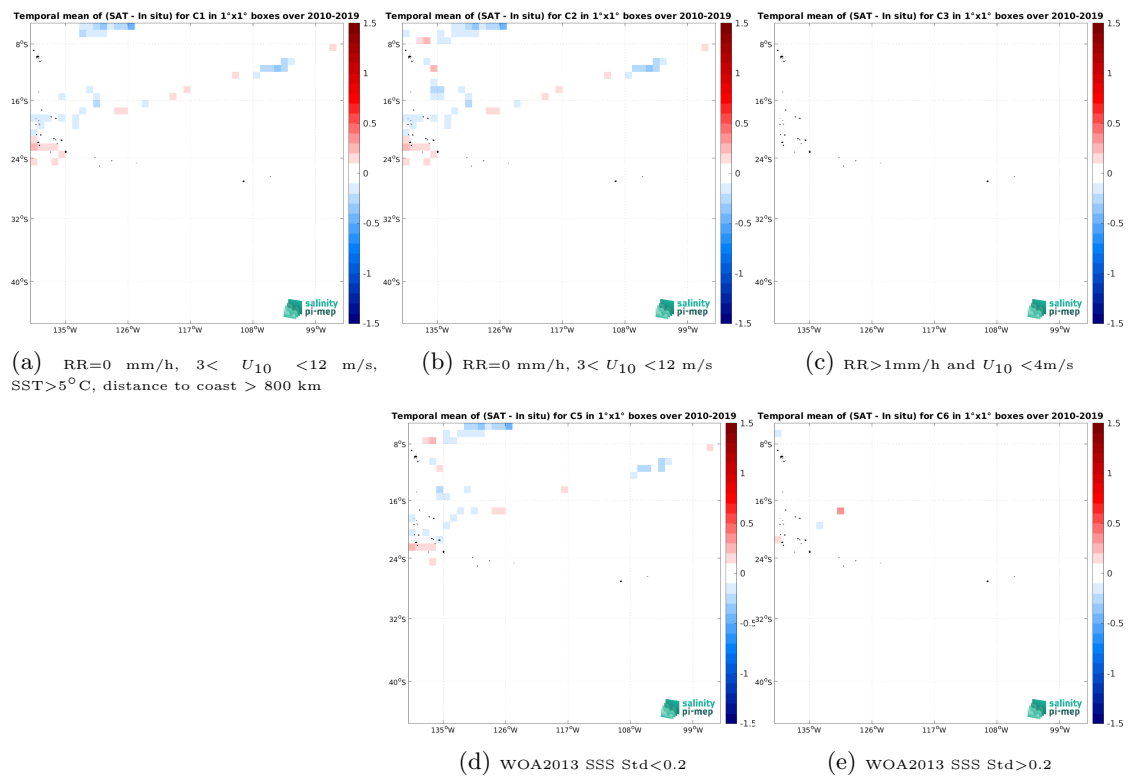 Temporal mean of (SAT - In situ) for C1 in 1°x1° boxes over 2010-2019
8°S
16°S
24°S
32°S
40°S
135°W
126°W
117°W
108°W
99°W
1.5
1
0.5
0
-0.5
-1
-1.5
salinity
pi-mep
(a) RR=0 mm/h, 3< U10 <12 m/s,
SST>5°C, distance to coast > 800 km
Temporal mean of (SAT - In situ) for C2 in 1°x1° boxes over 2010-2019
8°S
16°S
24°S
32°S
40°S
135°W
126°W
117°W
108°W
99°W
1.5
1
0.5
0
-0.5
-1
-1.5
salinity
pi-mep
(b) RR=0 mm/h, 3< U10 <12 m/s
Temporal mean of (SAT - In situ) for C3 in 1°x1° boxes over 2010-2019
8°S
16°S
24°S
32°S
40°S
135°W
126°W
117°W
108°W
99°W
1.5
1
0.5
0
-0.5
-1
-1.5
salinity
pi-mep
(c) RR>1mm/h and U10 <4m/s
Temporal mean of (SAT - In situ) for C5 in 1°x1° boxes over 2010-2019
8°S
16°S
24°S
32°S
40°S
135°W
126°W
117°W
108°W
99°W
1.5
1
0.5
0
-0.5
-1
-1.5
salinity
pi-mep
(d) WOA2013 SSS Std<0.2
Temporal mean of (SAT - In situ) for C6 in 1°x1° boxes over 2010-2019
8°S
16°S
24°S
32°S
40°S
135°W
126°W
117°W
108°W
99°W
1.5
1
0.5
0
-0.5
-1
-1.5
salinity
pi-mep
(e) WOA2013 SSS Std>0.2